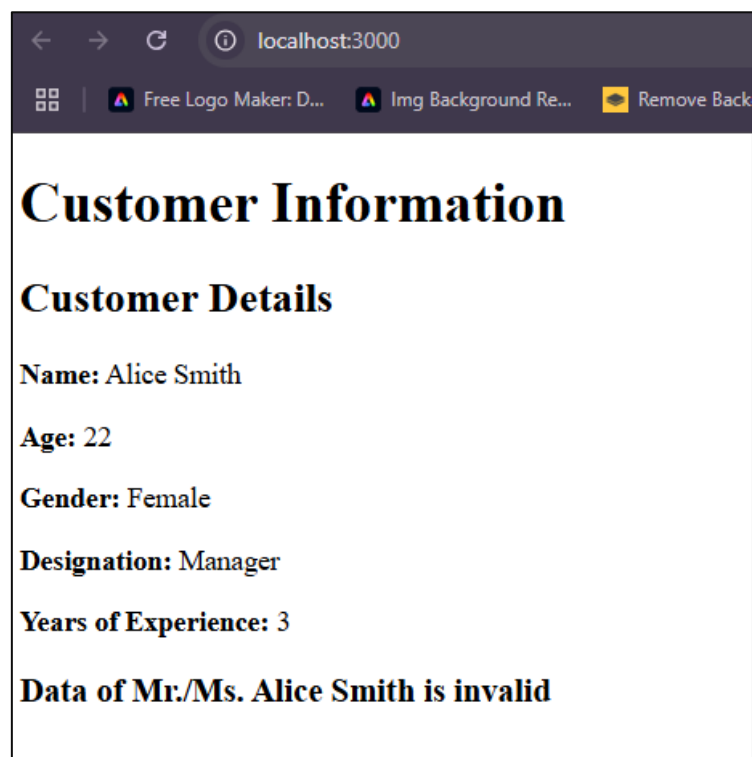 localhost:3000
Free Logo Maker: D... Img Background Re... Remove Back
Customer Information
Customer Details
Name: Alice Smith
Age: 22
Gender: Female
Designation: Manager
Years of Experience: 3
Data of Mr./Ms. Alice Smith is invalid